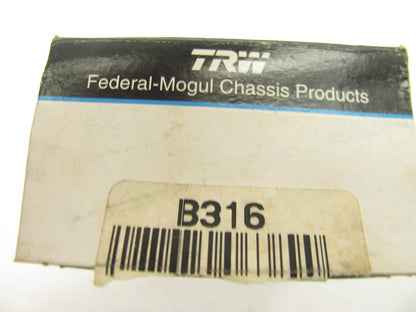 TRW
Federal-Mogul Chassis Products
B316